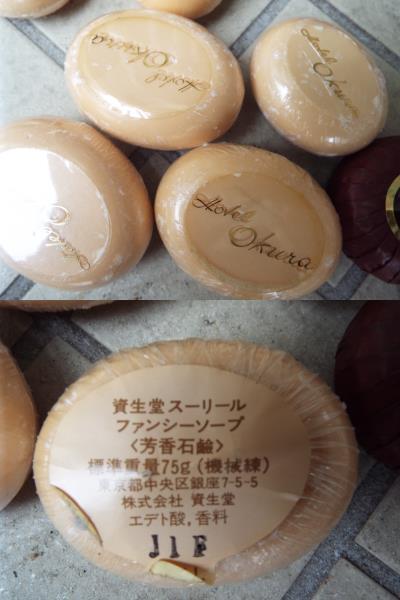 Hotel
Okura
Hotel
Okura
Hotel
Okura
Hotel
資生堂スーリール
ファンシーソープ
〈芳香石鹸〉
標準重量75g(機械練)
東京都中央区銀座7-5-5
株式会社 資生堂
エデト酸,香料
J1F